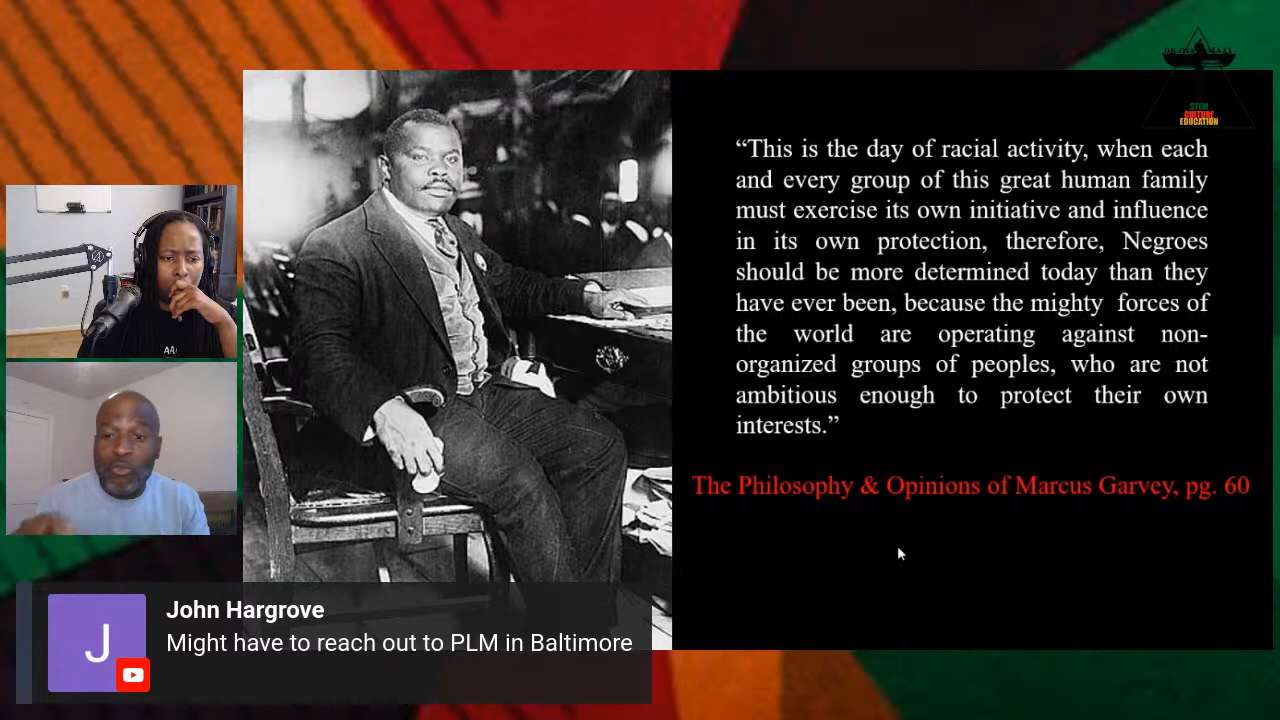 STEM
CULTURE
EDUCATION
“This is the day of racial activity, when each
and every group of this great human family
must exercise its own initiative and influence
in its own protection, therefore, Negroes
should be more determined today than they
have ever been, because the mighty forces of
the world are operating against non-
organized groups of peoples, who are not
ambitious enough to protect their own
interests.”
The Philosophy & Opinions of Marcus Garvey, pg. 60
J
John Hargrove
Might have to reach out to PLM in Baltimore